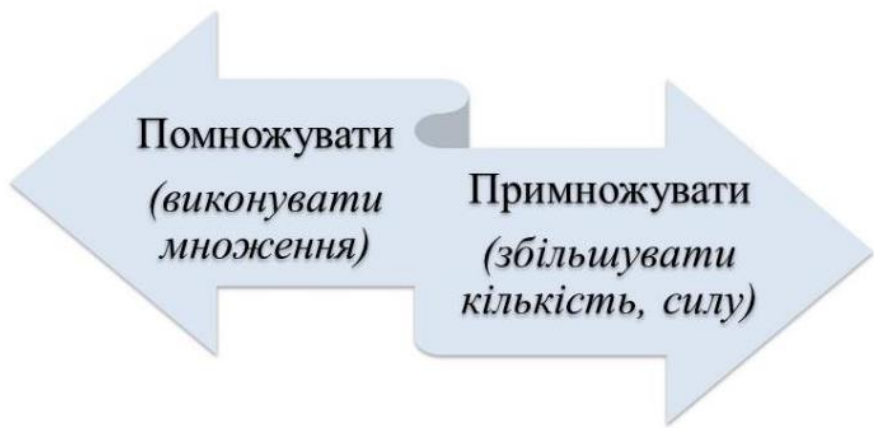 Помножувати
(виконувати
множення)
Примножувати
(збільшувати
кількість, силу)